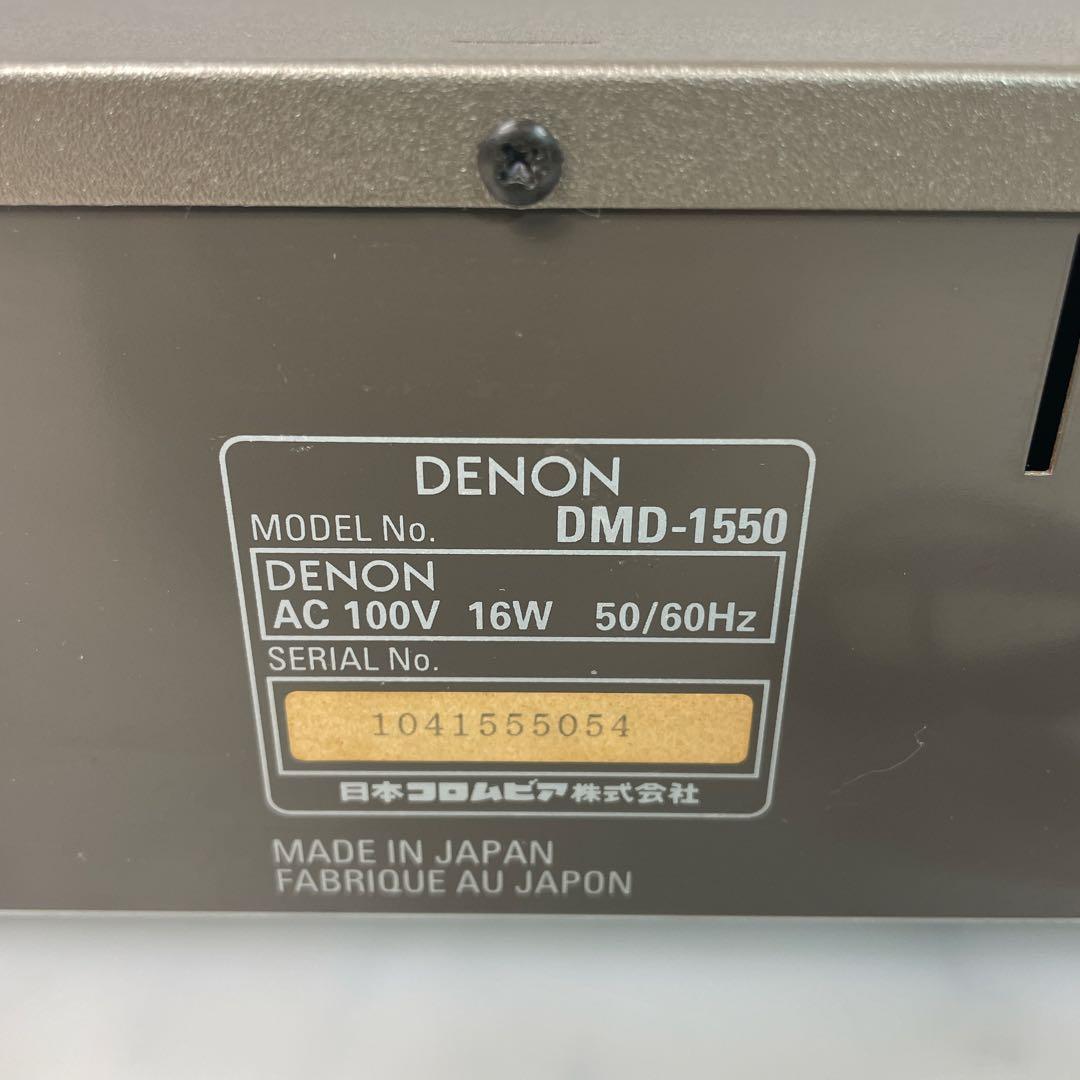 DENON
MODEL No. DMD-1550
DENON
AC 100V 16W 50/60Hz
SERIAL No.
1041555054
日本コロムビア株式会社
MADE IN JAPAN
FABRIQUE AU JAPON